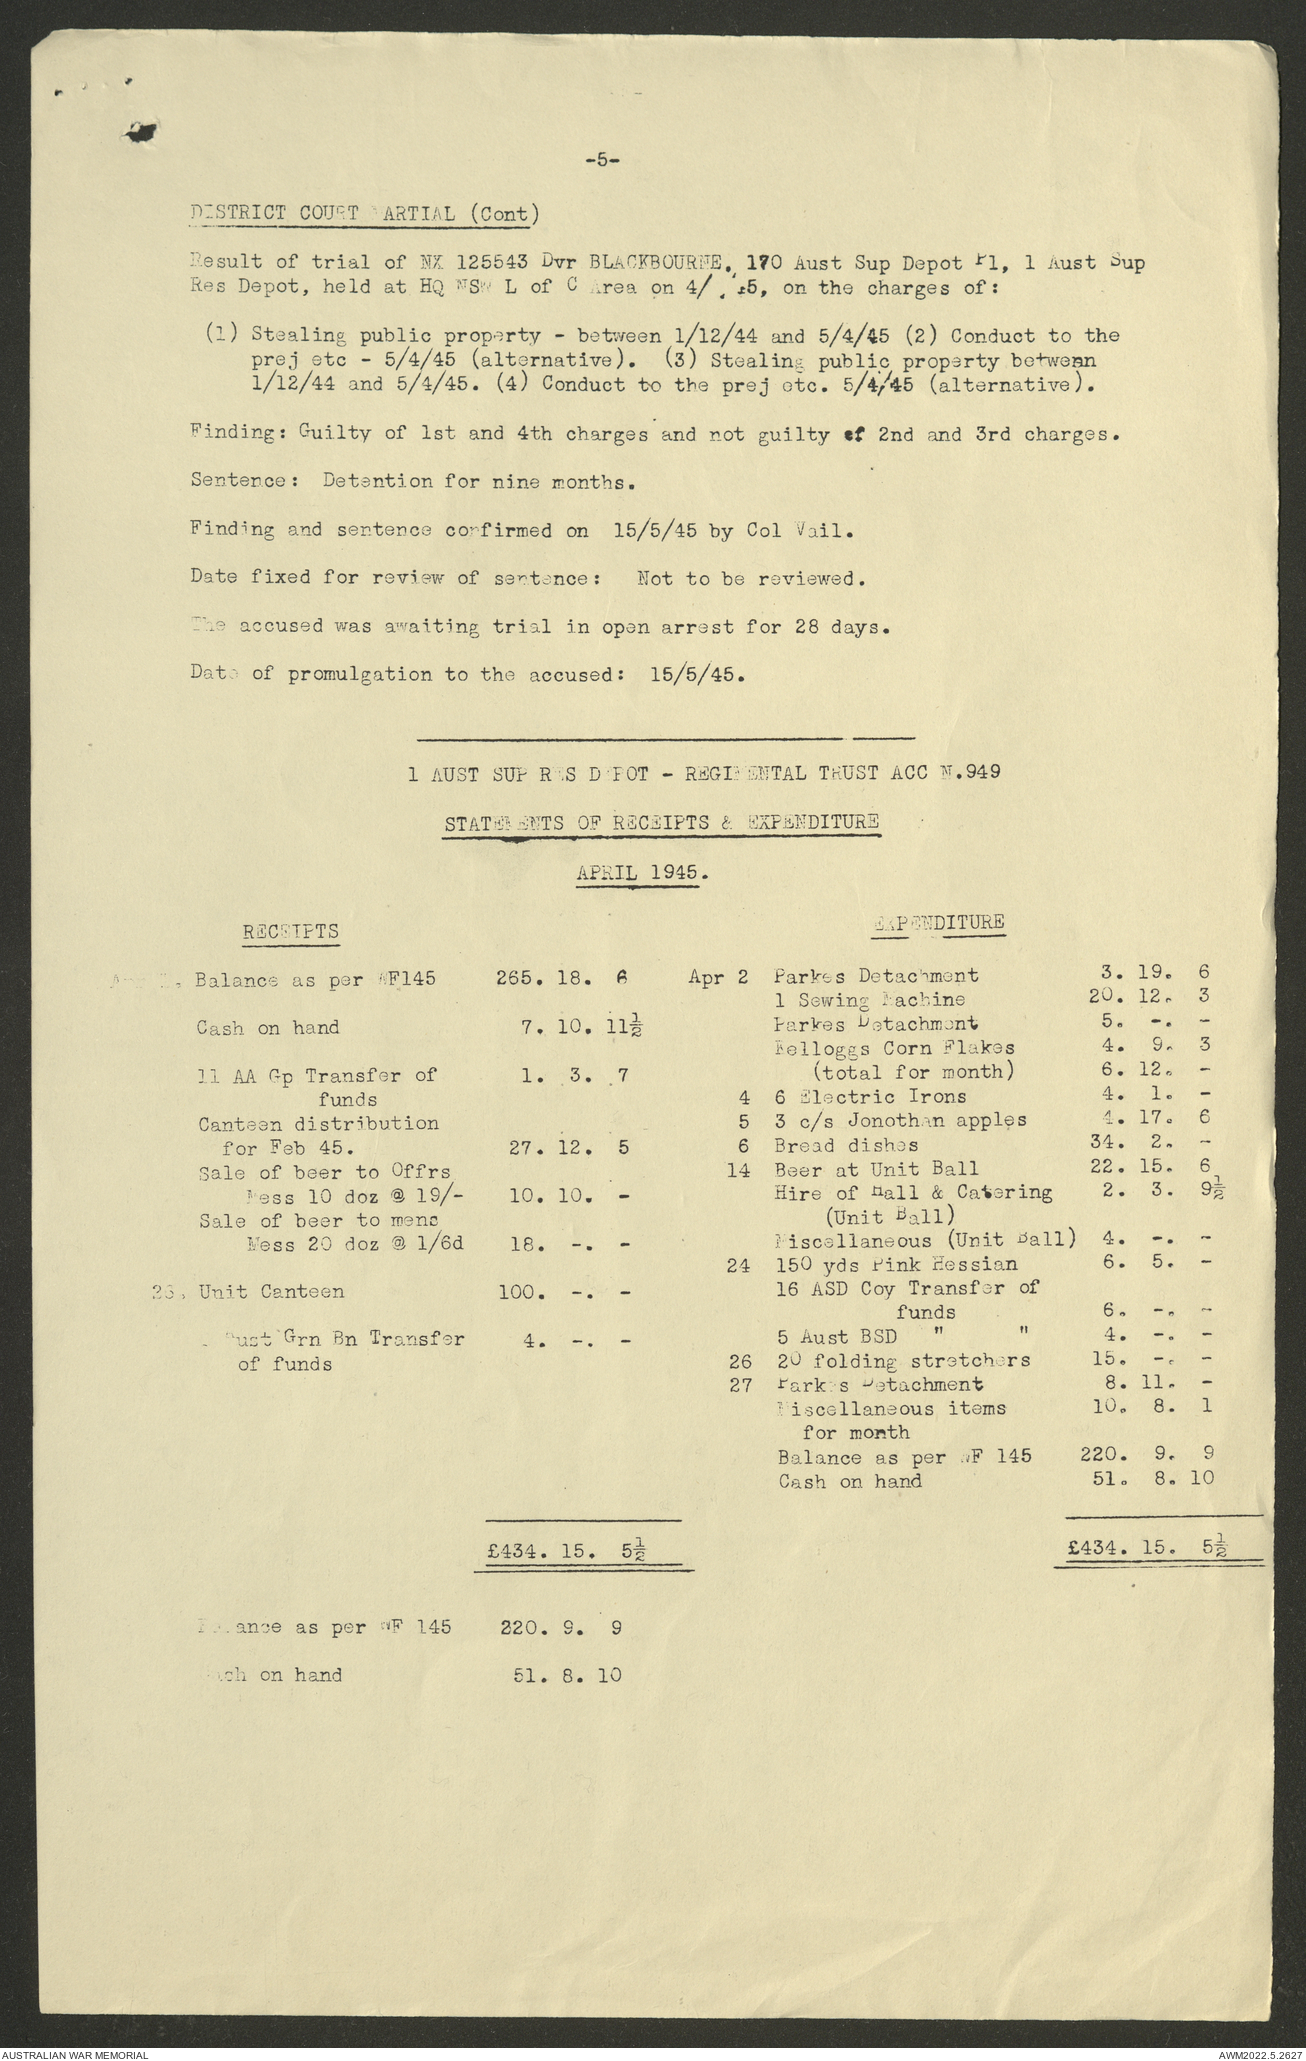 -5-
DISTRICT COURT MARTIAL (Cont)
Result of trial of NX 125543 Dvr BLACKBOURNE, 170 Aust Sup Depot Pl, 1 Aust Sup
Res Depot, held at HQ NSW L of C Area on 4/ /45, on the charges of:
(1) Stealing public property - between 1/12/44 and 5/4/45 (2) Conduct to the
prej etc - 5/4/45 (alternative). (3) Stealing public property between
1/12/44 and 5/4/45. (4) Conduct to the prej etc. 5/4/45 (alternative).
Finding: Guilty of 1st and 4th charges and not guilty of 2nd and 3rd charges.
Sentence: Detention for nine months.
Finding and sentence confirmed on 15/5/45 by Col Vail.
Date fixed for review of sentence: Not to be reviewed.
The accused was awaiting trial in open arrest for 28 days.
Date of promulgation to the accused: 15/5/45.
1 AUST SUP RES DEPOT - REGIMENTAL TRUST ACC N.949
STATEMENTS OF RECEIPTS & EXPENDITURE
APRIL 1945.
RECEIPTS
Balance as per WF145 265. 18. 6
Cash on hand 7. 10. 11½
11 AA Gp Transfer of 1. 3. 7
funds
Canteen distribution
for Feb 45. 27. 12. 5
Sale of beer to Offrs
Mess 10 doz @ 19/- 10. 10. -
Sale of beer to mens
Mess 20 doz @ 1/6d 18. -. -
Unit Canteen 100. -. -
Aust Grn Bn Transfer 4. -. -
of funds
£434. 15. 5½
EXPENDITURE
Apr 2 Parkes Detachment 3. 19. 6
1 Sewing Machine 20. 12. 3
Parkes Detachment 5. -. -
Kelloggs Corn Flakes 4. 9. 3
(total for month) 6. 12. -
4 6 Electric Irons 4. 1. -
5 3 c/s Jonothan apples 4. 17. 6
6 Bread dishes 34. 2. -
14 Beer at Unit Ball 22. 15. 6
Hire of Hall & Catering 2. 3. 9½
(Unit Ball)
Miscellaneous (Unit Ball) 4. -. -
24 150 yds Pink Hessian 6. 5. -
16 ASD Coy Transfer of
funds 6. -. -
5 Aust BSD " " 4. -. -
26 20 folding stretchers 15. -. -
27 Parkes Detachment 8. 11. -
Miscellaneous items 10. 8. 1
for month
Balance as per WF 145 220. 9. 9
Cash on hand 51. 8. 10
£434. 15. 5½
Balance as per WF 145 220. 9. 9
Cash on hand 51. 8. 10
AUSTRALIAN WAR MEMORIAL
AWM2022.5.2627